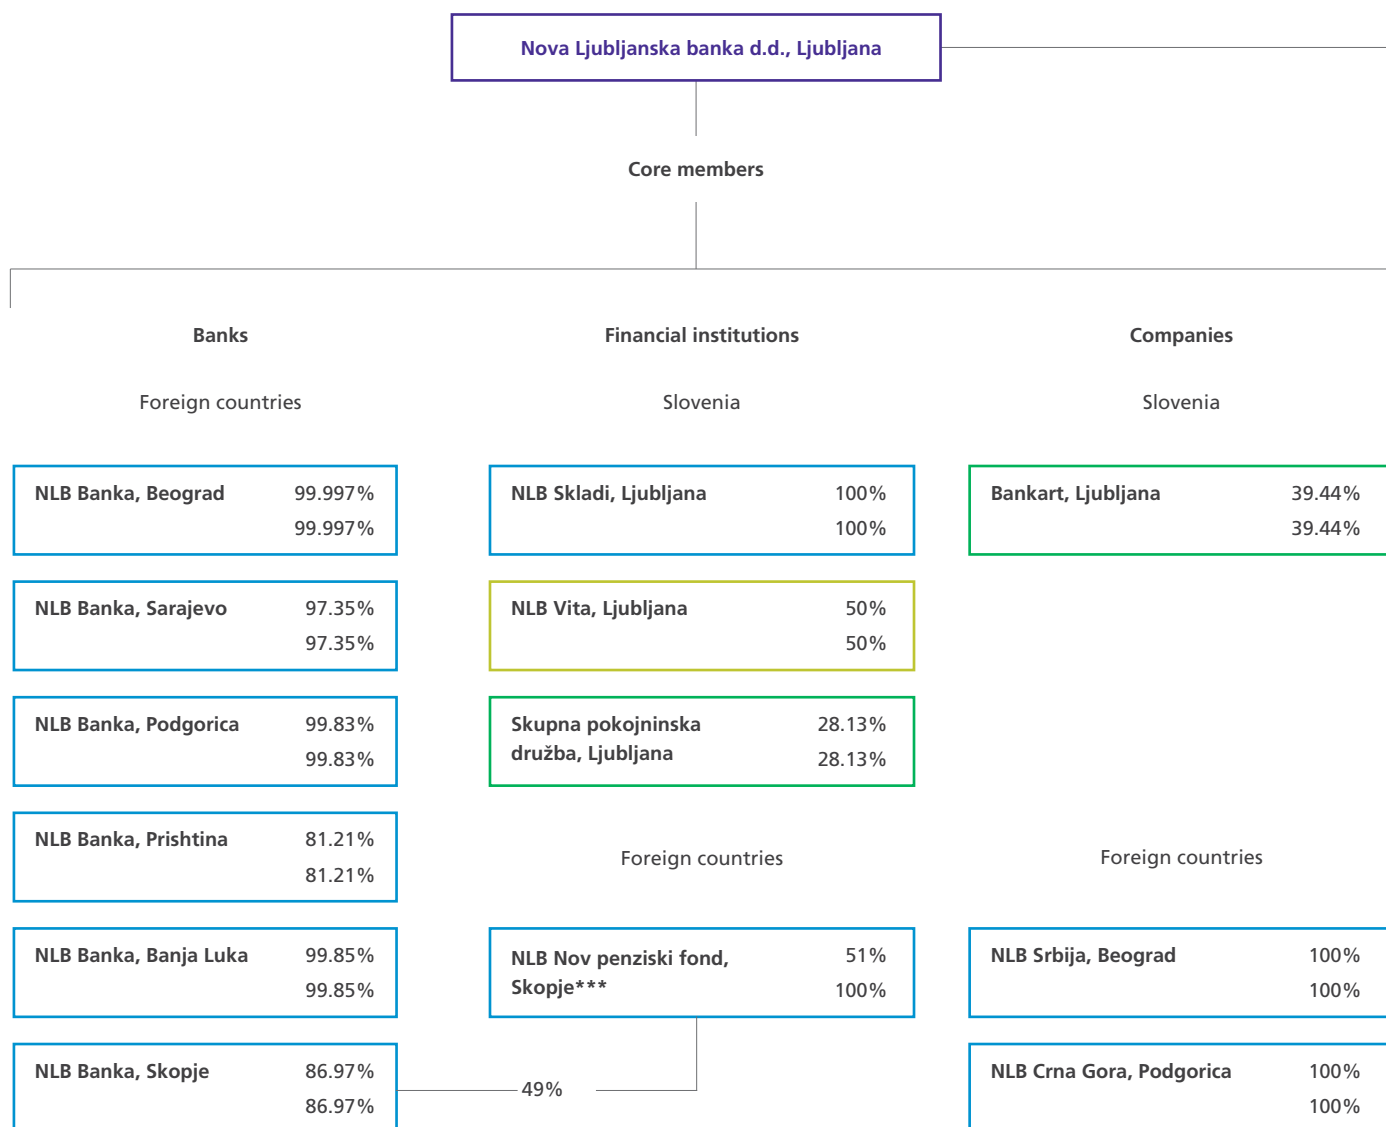 Nova Ljubljanska banka d.d., Ljubljana
Core members
Banks
Foreign countries
NLB Banka, Beograd 99.997%
99.997%
NLB Banka, Sarajevo 97.35%
97.35%
NLB Banka, Podgorica 99.83%
99.83%
NLB Banka, Prishtina 81.21%
81.21%
NLB Banka, Banja Luka 99.85%
99.85%
NLB Banka, Skopje 86.97%
86.97%
49%
Financial institutions
Slovenia
NLB Skladi, Ljubljana 100%
100%
NLB Vita, Ljubljana 50%
50%
Skupna pokojninska 28.13%
družba, Ljubljana 28.13%
Foreign countries
NLB Nov penziski fond, 51%
Skopje*** 100%
Companies
Slovenia
Bankart, Ljubljana 39.44%
39.44%
Foreign countries
NLB Srbija, Beograd 100%
100%
NLB Crna Gora, Podgorica 100%
100%